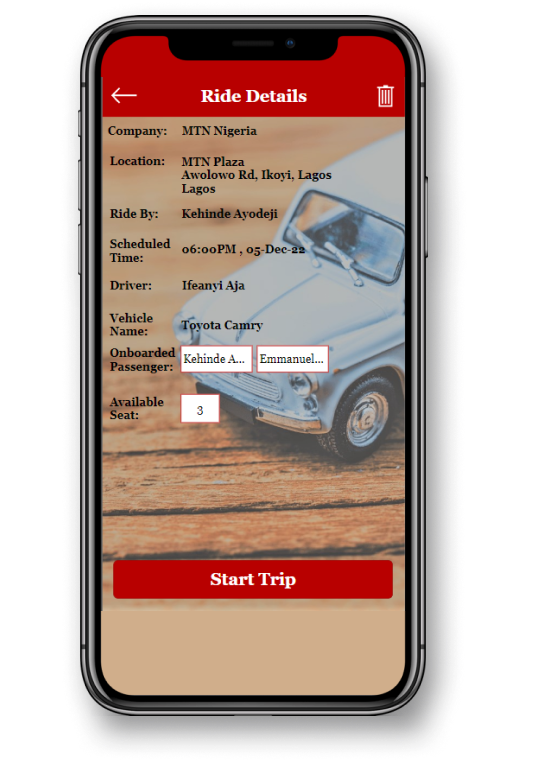 Ride Details
Company: MTN Nigeria
Location: MTN Plaza
Awolowo Rd, Ikoyi, Lagos
Lagos
Ride By: Kehinde Ayodeji
Scheduled
Time: 06:00PM , 05-Dec-22
Driver: Ifeanyi Aja
Vehicle
Name: Toyota Camry
Onboarded
Passenger: Kehinde A... Emmanuel...
Available
Seat: 3
Start Trip